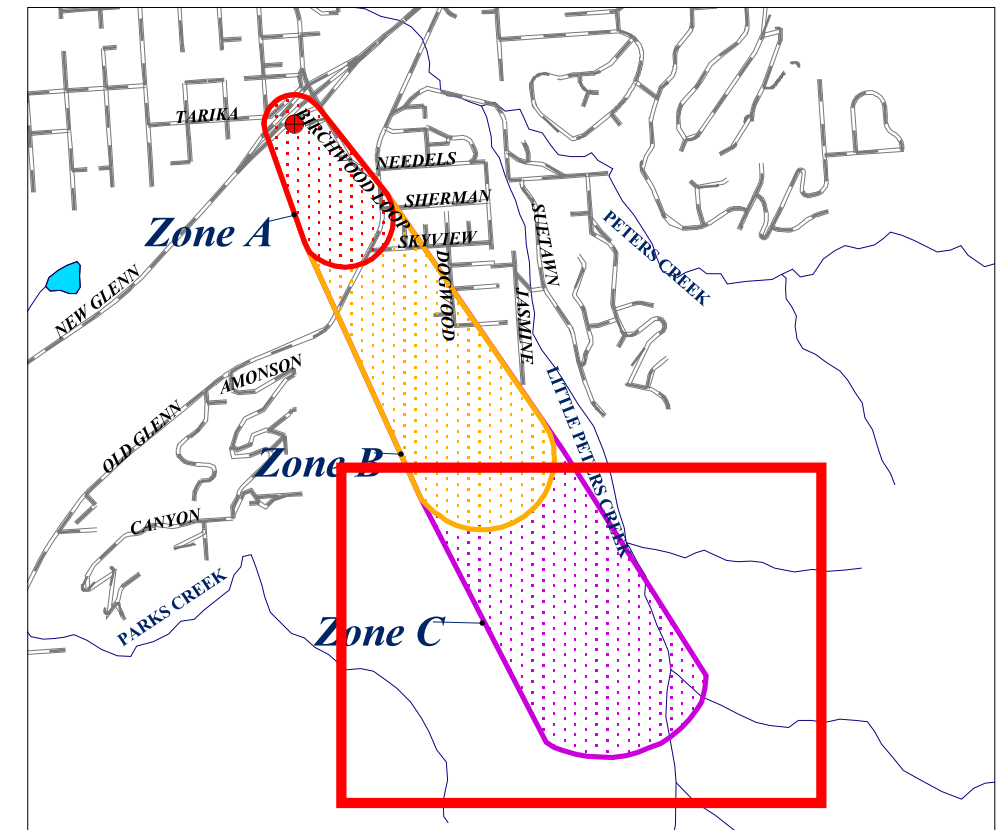 TARIKA
BIRCHWOOD LOOP
NEEDELS
SHERMAN
SUETAWN
PETERS CREEK
Zone A
SKYVIEW
DOGWOOD
NEW GLENN
JASMINE
AMONSON
LITTLE PETERS CREEK
OLD GLENN
Zone B
CANYON
PARKS CREEK
Zone C